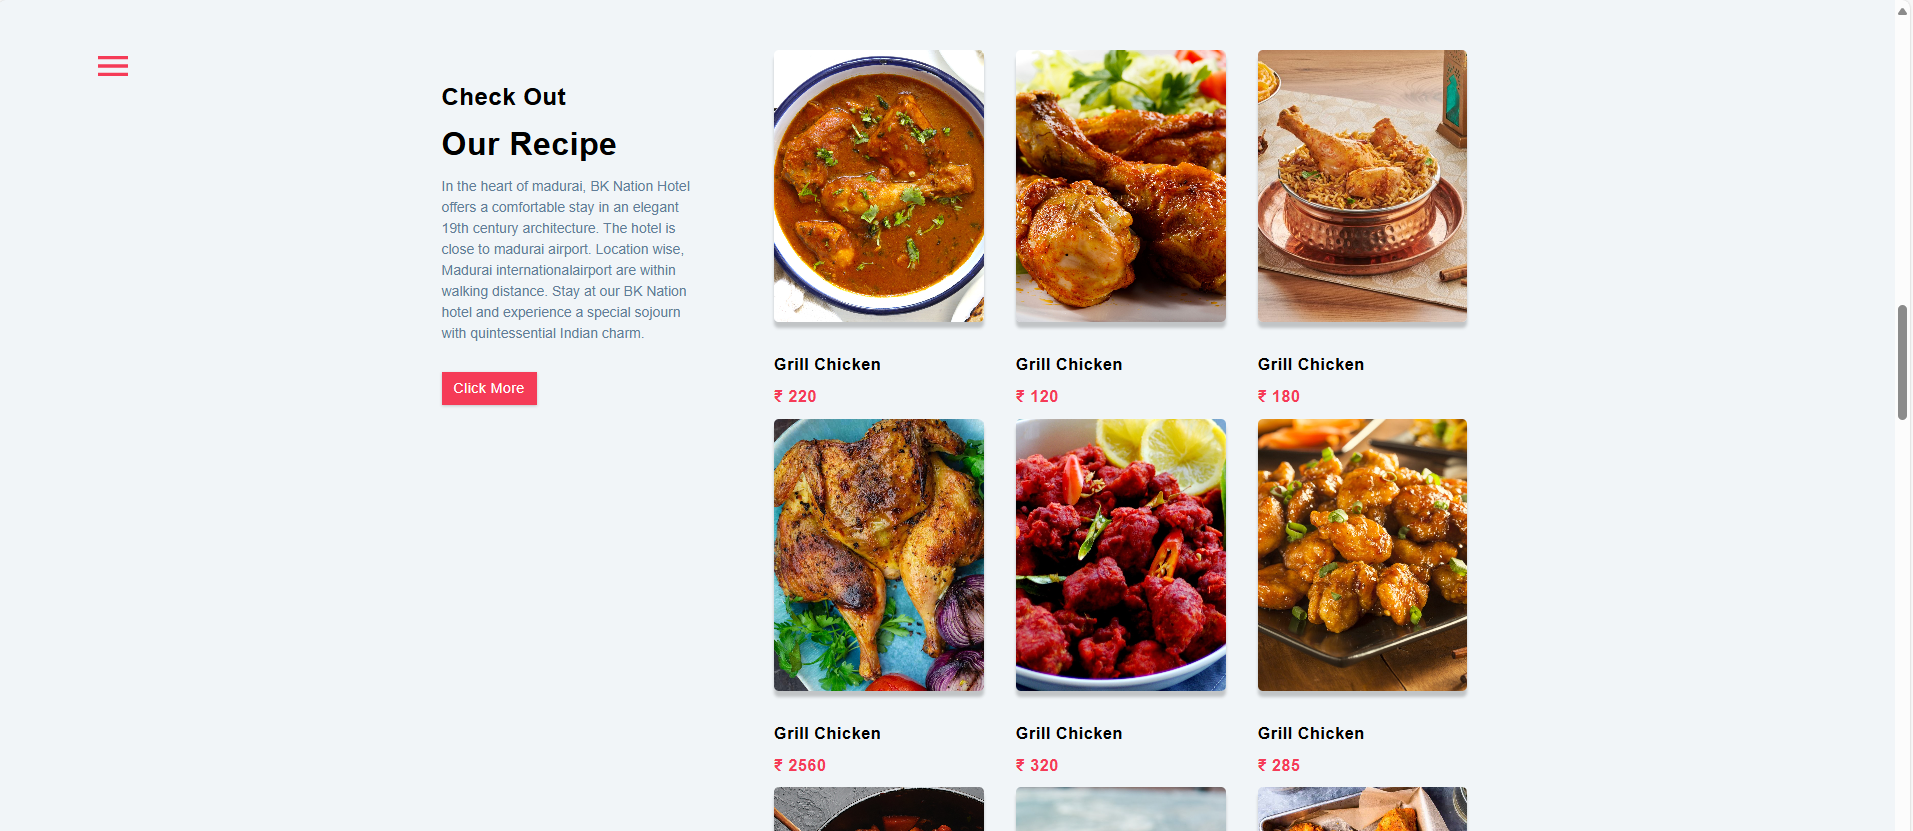 Check Out
Our Recipe
In the heart of madurai, BK Nation Hotel
offers a comfortable stay in an elegant
19th century architecture. The hotel is
close to madurai airport. Location wise,
Madurai internationalairport are within
walking distance. Stay at our BK Nation
hotel and experience a special sojourn
with quintessential Indian charm.
Click More
Grill Chicken
₹ 220
Grill Chicken
₹ 120
Grill Chicken
₹ 180
Grill Chicken
₹ 2560
Grill Chicken
₹ 320
Grill Chicken
₹ 285